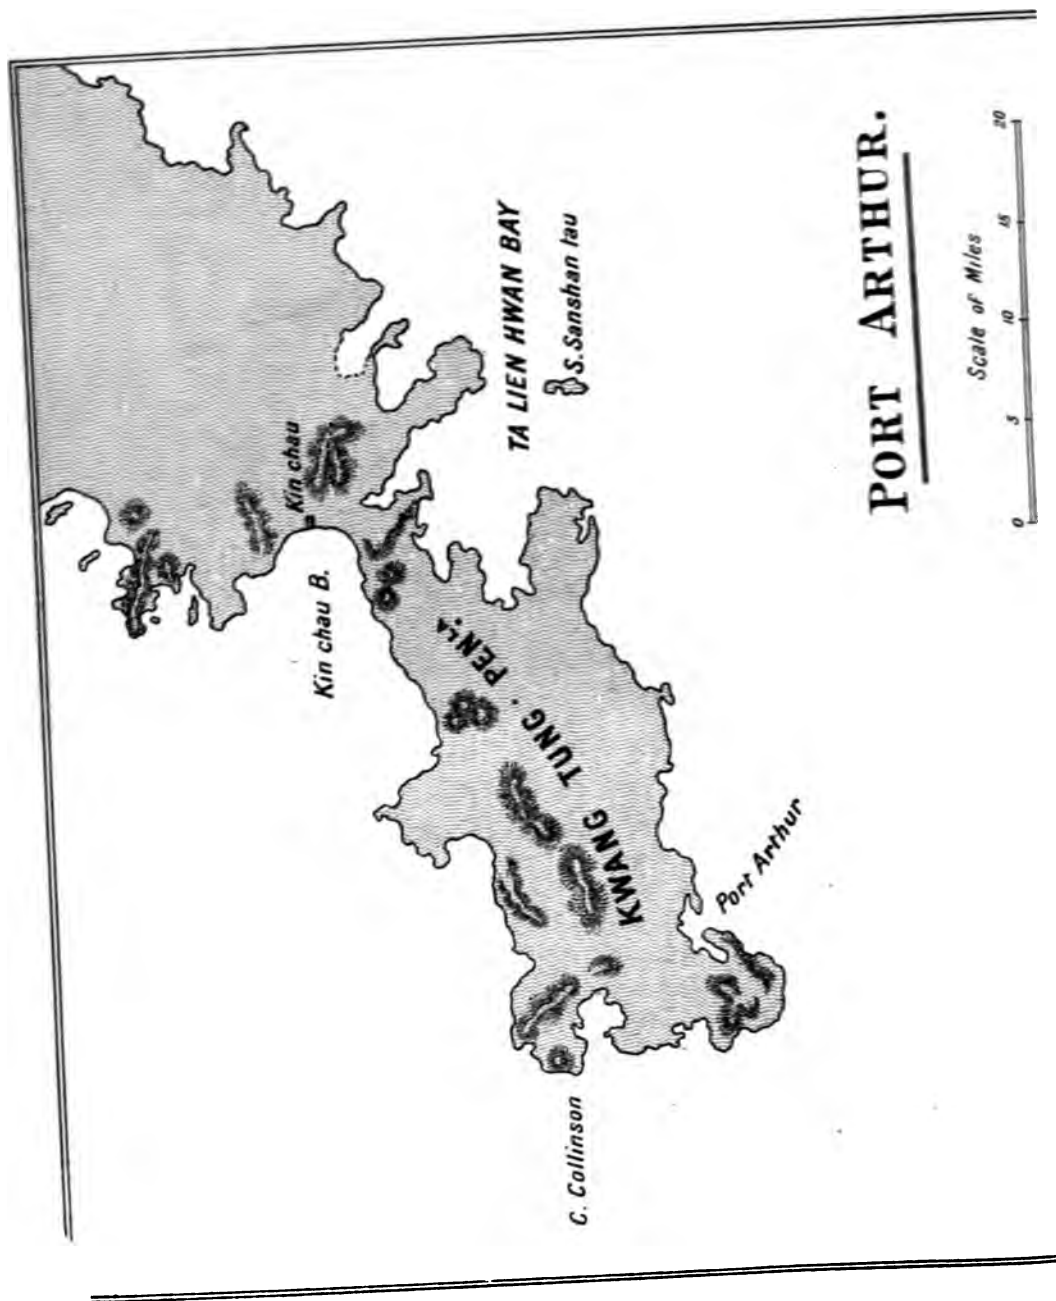 Kin chau
Kin chau B.
TA LIEN HWAN BAY
S. Sanshan tau
KWANG TUNG. PENLA.
Port Arthur
C. Collinson
PORT ARTHUR.
Scale of Miles
0 5 10 15 20